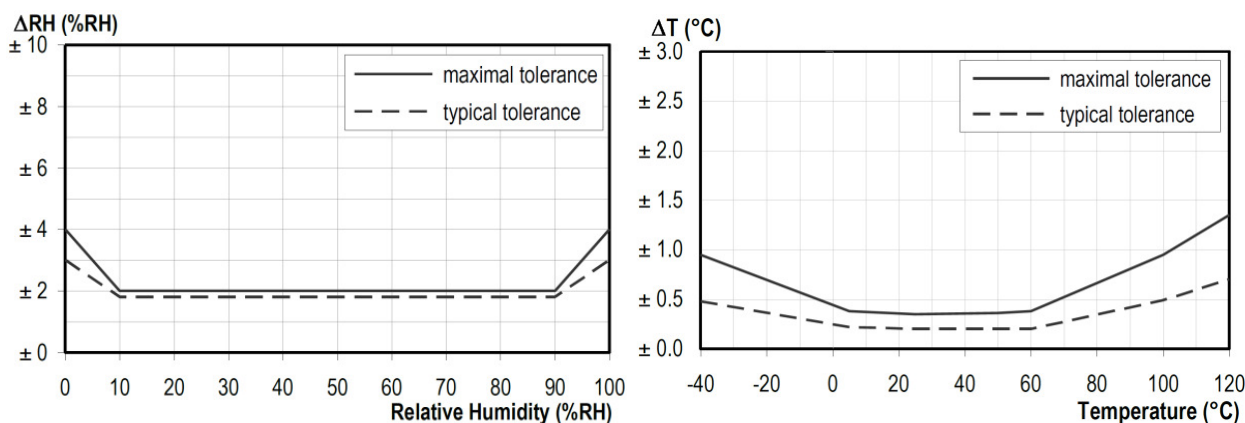 ΔRH (%RH)
± 10
± 8
± 6
± 4
± 2
± 0
maximal tolerance
typical tolerance
0 10 20 30 40 50 60 70 80 90 100
Relative Humidity (%RH)
ΔT (°C)
± 3.0
± 2.5
± 2.0
± 1.5
± 1.0
± 0.5
± 0.0
maximal tolerance
typical tolerance
-40 -20 0 20 40 60 80 100 120
Temperature (°C)